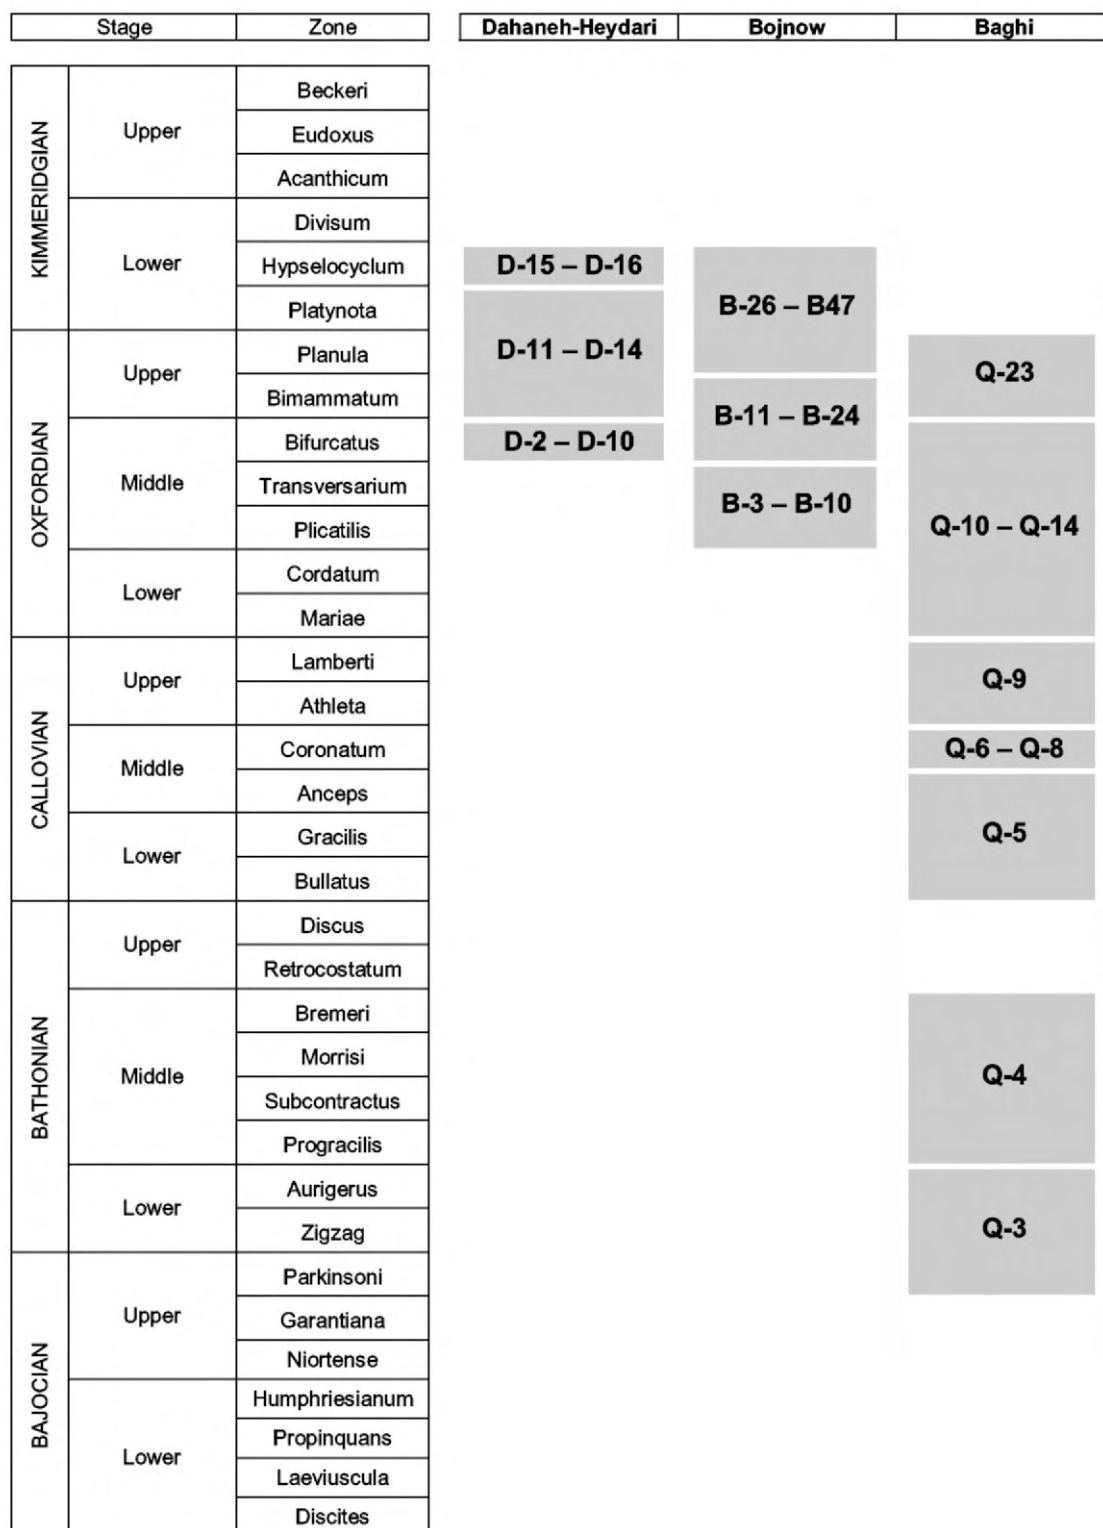 Stage Zone Dahaneh-Heydari Bojnow Baghi
KIMMERIDGIAN
Upper
Beckeri
Eudoxus
Acanthicum
Lower
Divisum
Hypselocyclum
Platynota
OXFORDIAN
Upper
Planula
Bimammatum
Middle
Bifurcatus
Transversarium
Plicatilis
Lower
Cordatum
Mariae
CALLOVIAN
Upper
Lamberti
Athleta
Middle
Coronatum
Anceps
Lower
Gracilis
Bullatus
BATHONIAN
Upper
Discus
Retrocostatum
Middle
Bremeri
Morrisi
Subcontractus
Progracilis
Lower
Aurigerus
Zigzag
BAJOCIAN
Upper
Parkinsoni
Garantiana
Niortense
Lower
Humphriesianum
Propinquans
Laeviuscula
Discites
D-15 – D-16
D-11 – D-14
D-2 – D-10
B-26 – B47
B-11 – B-24
B-3 – B-10
Q-23
Q-10 – Q-14
Q-9
Q-6 – Q-8
Q-5
Q-4
Q-3